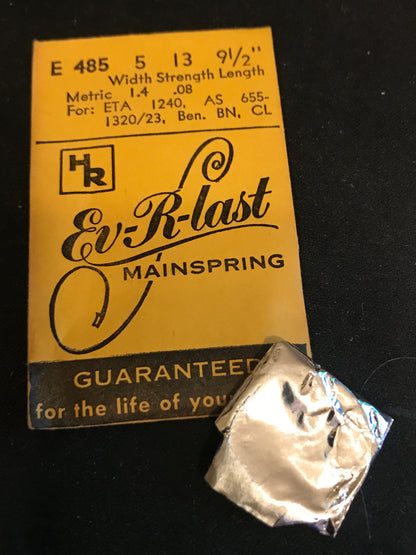 E 485 5 13 9½"
Width Strength Length
Metric 1.4 .08
For: ETA 1240, AS 655-
1320/23, Ben. BN, CL
HR
Ev-R-last
MAINSPRING
GUARANTEED
for the life of you